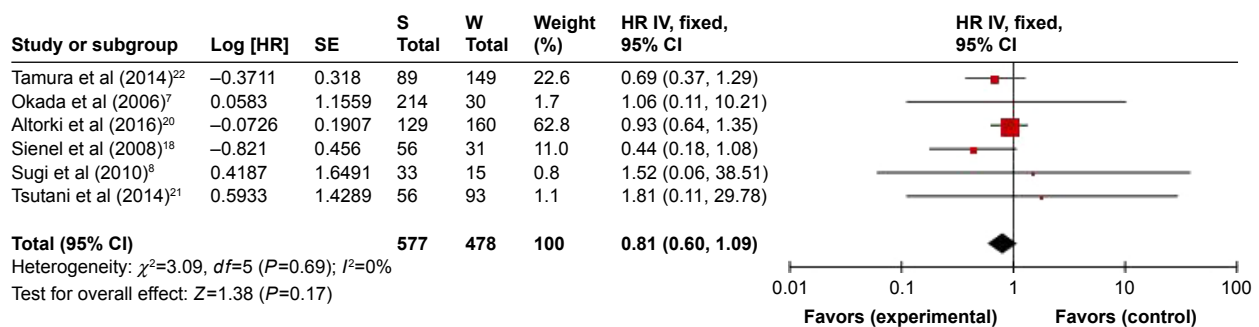 S W Weight HR IV, fixed, HR IV, fixed,
Study or subgroup Log [HR] SE Total Total (%) 95% CI 95% CI
Tamura et al (2014)²² –0.3711 0.318 89 149 22.6 0.69 (0.37, 1.29)
Okada et al (2006)⁷ 0.0583 1.1559 214 30 1.7 1.06 (0.11, 10.21)
Altorki et al (2016)²⁰ –0.0726 0.1907 129 160 62.8 0.93 (0.64, 1.35)
Sienel et al (2008)¹⁸ –0.821 0.456 56 31 11.0 0.44 (0.18, 1.08)
Sugi et al (2010)⁸ 0.4187 1.6491 33 15 0.8 1.52 (0.06, 38.51)
Tsutani et al (2014)²¹ 0.5933 1.4289 56 93 1.1 1.81 (0.11, 29.78)
Total (95% CI) 577 478 100 0.81 (0.60, 1.09)
Heterogeneity: χ²=3.09, df=5 (P=0.69); I²=0%
Test for overall effect: Z=1.38 (P=0.17)
0.01 0.1 1 10 100
Favors (experimental) Favors (control)